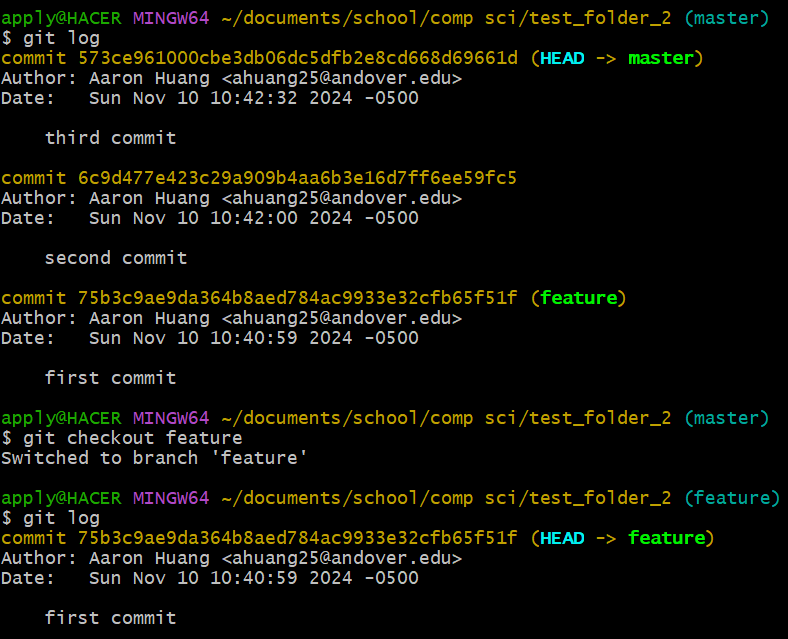 apply@HACER MINGW64 ~/documents/school/comp sci/test_folder_2 (master)
$ git log
commit 573ce961000cbe3db06dc5dfb2e8cd668d69661d (HEAD -> master)
Author: Aaron Huang <ahuang25@andover.edu>
Date:   Sun Nov 10 10:42:32 2024 -0500
    third commit
commit 6c9d477e423c29a909b4aa6b3e16d7ff6ee59fc5
Author: Aaron Huang <ahuang25@andover.edu>
Date:   Sun Nov 10 10:42:00 2024 -0500
    second commit
commit 75b3c9ae9da364b8aed784ac9933e32cfb65f51f (feature)
Author: Aaron Huang <ahuang25@andover.edu>
Date:   Sun Nov 10 10:40:59 2024 -0500
    first commit
apply@HACER MINGW64 ~/documents/school/comp sci/test_folder_2 (master)
$ git checkout feature
Switched to branch 'feature'
apply@HACER MINGW64 ~/documents/school/comp sci/test_folder_2 (feature)
$ git log
commit 75b3c9ae9da364b8aed784ac9933e32cfb65f51f (HEAD -> feature)
Author: Aaron Huang <ahuang25@andover.edu>
Date:   Sun Nov 10 10:40:59 2024 -0500
    first commit